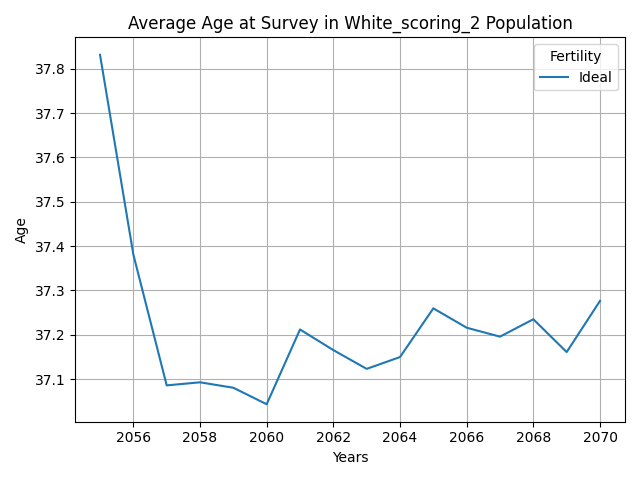 Average Age at Survey in White_scoring_2 Population
Fertility
Ideal
37.8
37.7
37.6
37.5
37.4
37.3
37.2
37.1
Age
2056 2058 2060 2062 2064 2066 2068 2070
Years